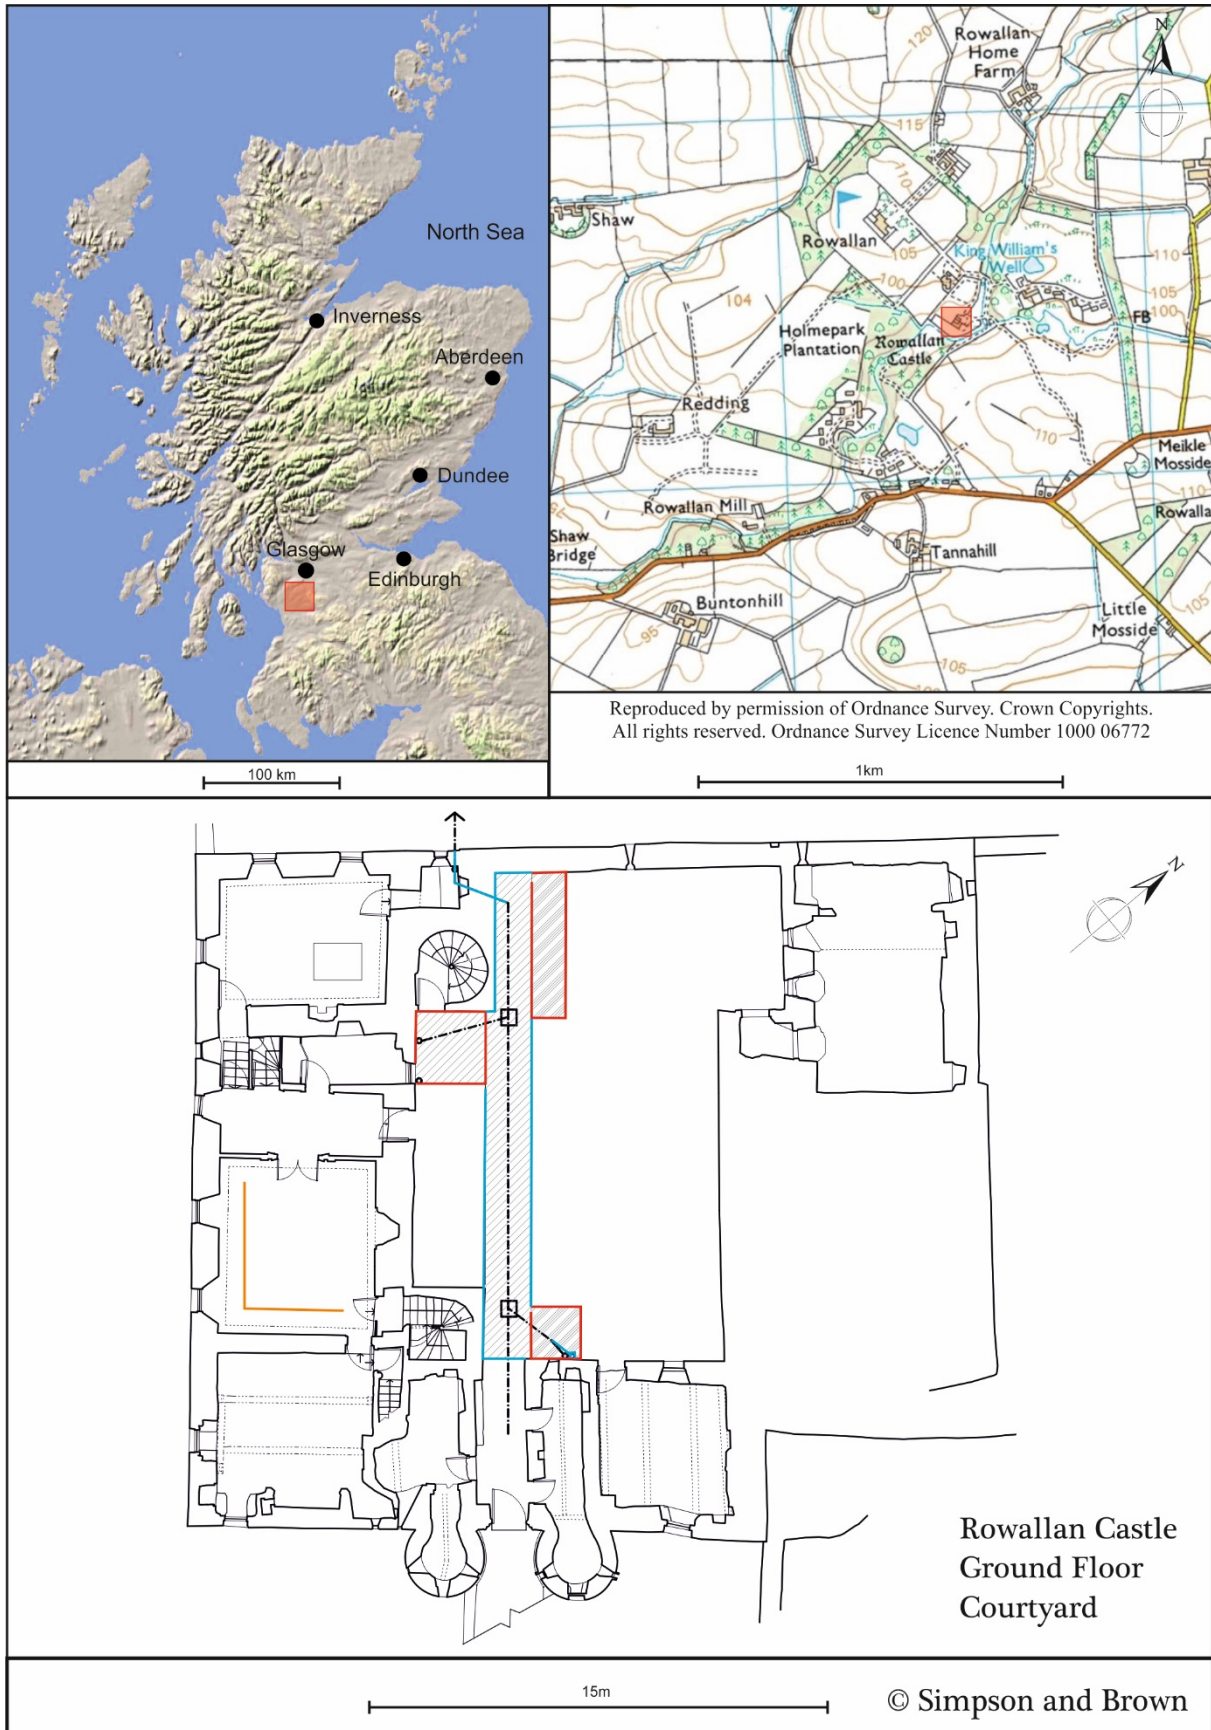 North Sea
Inverness
Aberdeen
Dundee
Glasgow
Edinburgh
100 km
N
120
Rowallan
Home
Farm
115
110
Shaw
Rowallan
105
King William's
Well
100
104
110
105
100
FB
Holmepark
Plantation
Rowallan
Castle
Redding
110
Meikle
Mosside
110
Rowalla
Rowallan Mill
Shaw
Bridge
Tannahill
Buntonhill
95
Little
Mosside
105
105
Reproduced by permission of Ordnance Survey. Crown Copyrights.
All rights reserved. Ordnance Survey Licence Number 1000 06772
1km
N
Rowallan Castle
Ground Floor
Courtyard
15m
© Simpson and Brown